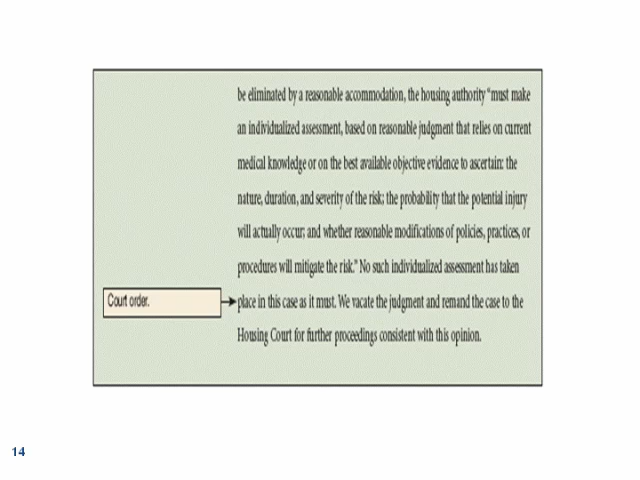 be eliminated by a reasonable accommodation, the housing authority “must make
an individualized assessment, based on reasonable judgment that relies on current
medical knowledge or on the best available objective evidence to ascertain: the
nature, duration, and severity of the risk; the probability that the potential injury
will actually occur; and whether reasonable modifications of policies, practices, or
procedures will mitigate the risk.” No such individualized assessment has taken
Court order.
place in this case as it must. We vacate the judgment and remand the case to the
Housing Court for further proceedings consistent with this opinion.
14